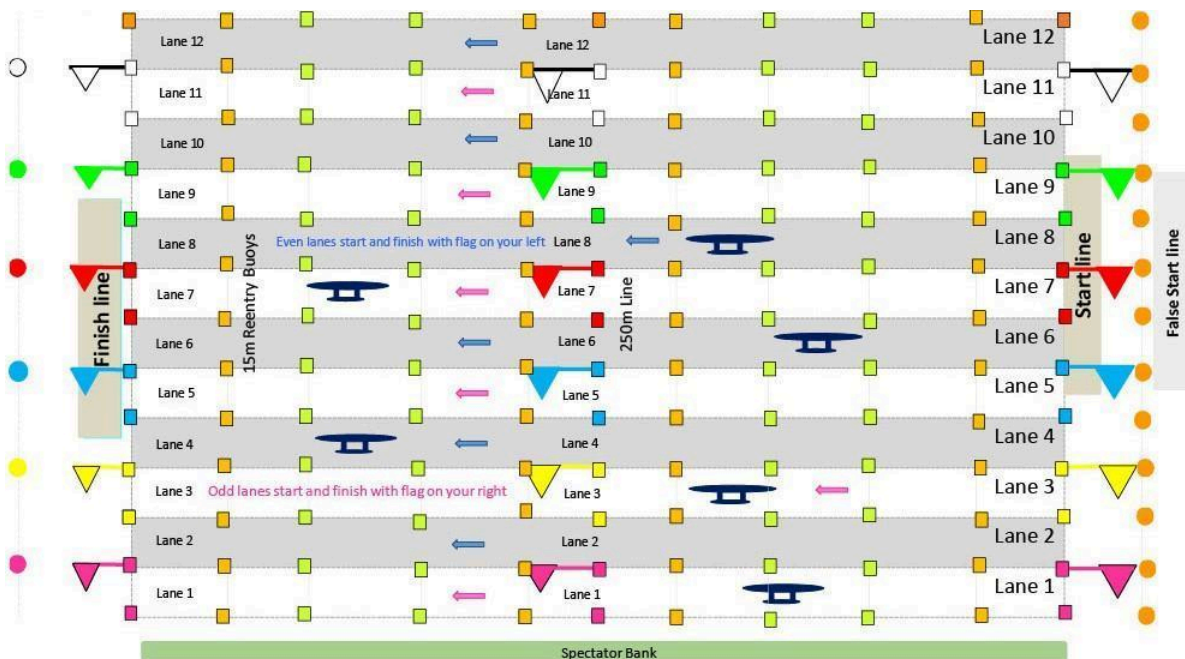 Lane 12
Lane 12
Lane 12
Lane 11
Lane 11
Lane 11
Lane 10
Lane 10
Lane 10
Lane 9
Lane 9
Lane 9
Lane 8
Even lanes start and finish with flag on your left
Lane 8
Lane 8
Lane 7
Lane 7
Lane 7
Finish line
15m Reentry Buoys
250m Line
Start line
False Start line
Lane 6
Lane 6
Lane 6
Lane 5
Lane 5
Lane 5
Lane 4
Lane 4
Lane 4
Lane 3
Odd lanes start and finish with flag on your right
Lane 3
Lane 3
Lane 2
Lane 2
Lane 2
Lane 1
Lane 1
Lane 1
Spectator Bank